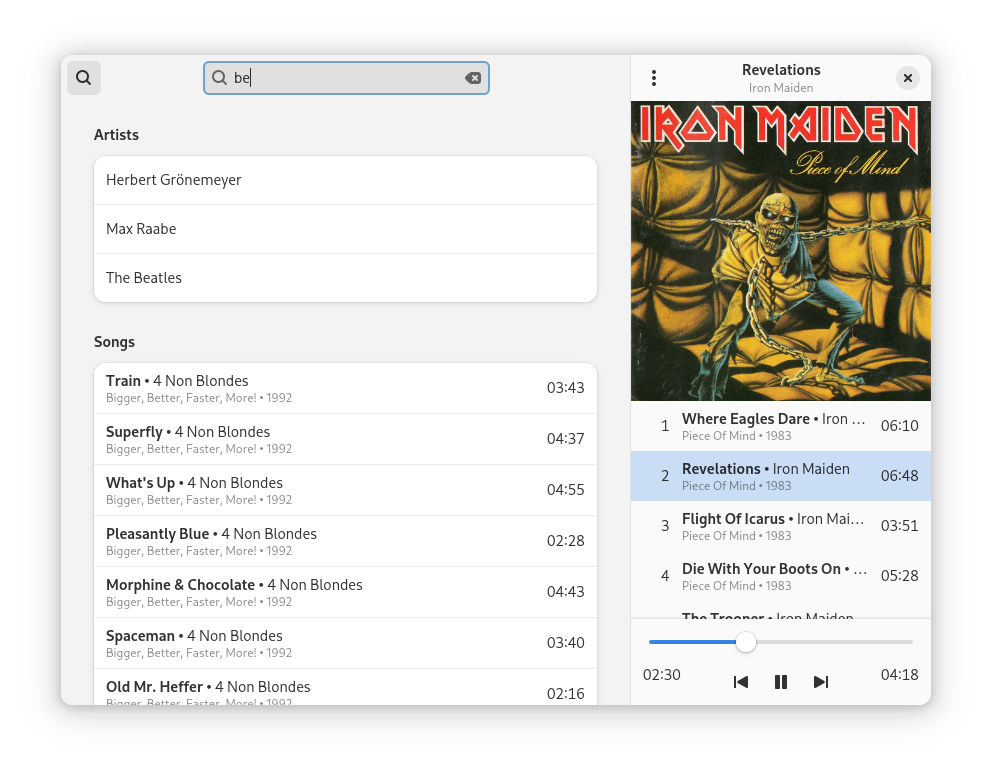 be
Artists
Herbert Grönemeyer
Max Raabe
The Beatles
Songs
Train • 4 Non Blondes
Bigger, Better, Faster, More! • 1992
03:43
Superfly • 4 Non Blondes
Bigger, Better, Faster, More! • 1992
04:37
What's Up • 4 Non Blondes
Bigger, Better, Faster, More! • 1992
04:55
Pleasantly Blue • 4 Non Blondes
Bigger, Better, Faster, More! • 1992
02:28
Morphine & Chocolate • 4 Non Blondes
Bigger, Better, Faster, More! • 1992
04:43
Spaceman • 4 Non Blondes
Bigger, Better, Faster, More! • 1992
03:40
Old Mr. Heffer • 4 Non Blondes
Bigger, Better, Faster, More! • 1992
02:16
Revelations
Iron Maiden
IRON MAIDEN
Piece of Mind
1 Where Eagles Dare • Iron … 06:10
Piece Of Mind • 1983
2 Revelations • Iron Maiden 06:48
Piece Of Mind • 1983
3 Flight Of Icarus • Iron Mai… 03:51
Piece Of Mind • 1983
4 Die With Your Boots On • … 05:28
Piece Of Mind • 1983
The Trooper • Iron Maiden
02:30
04:18